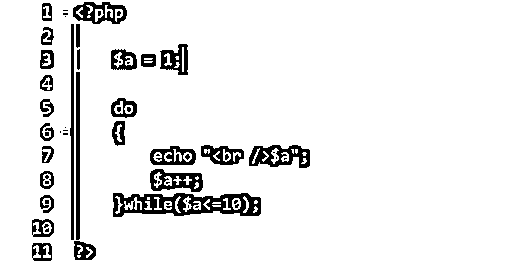 1 <?php
2
3 $a = 1;
4
5 do
6 {
7 echo "<br />$a";
8 $a++;
9 }while($a<=10);
10
11 ?>